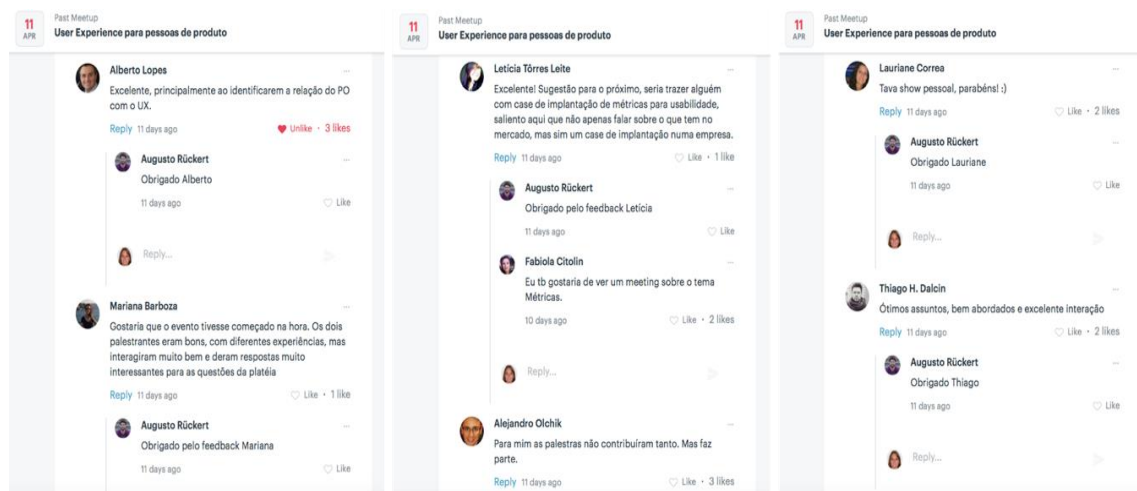 11
APR
Past Meetup
User Experience para pessoas de produto
Alberto Lopes
Excelente, principalmente ao identificarem a relação do PO
com o UX.
Reply 11 days ago
Unlike • 3 likes
Augusto Rückert
Obrigado Alberto
11 days ago
Like
Reply...
Mariana Barboza
Gostaria que o evento tivesse começado na hora. Os dois
palestrantes eram bons, com diferentes experiências, mas
interagiram muito bem e deram respostas muito
interessantes para as questões da platéia
Reply 11 days ago
Like • 1 like
Augusto Rückert
Obrigado pelo feedback Mariana
11 days ago
Like
11
APR
Past Meetup
User Experience para pessoas de produto
Letícia Tôrres Leite
Excelente! Sugestão para o próximo, seria trazer alguém
com case de implantação de métricas para usabilidade,
saliento aqui que não apenas falar sobre o que tem no
mercado, mas sim um case de implantação numa empresa.
Reply 11 days ago
Like • 1 like
Augusto Rückert
Obrigado pelo feedback Letícia
11 days ago
Like
Fabíola Citolin
Eu tb gostaria de ver um meeting sobre o tema
Métricas.
10 days ago
Like • 2 likes
Reply...
Alejandro Olchik
Para mim as palestras não contribuíram tanto. Mas faz
parte.
Reply 11 days ago
Like • 3 likes
11
APR
Past Meetup
User Experience para pessoas de produto
Lauriane Correa
Tava show pessoal, parabéns! :)
Reply 11 days ago
Like • 2 likes
Augusto Rückert
Obrigado Lauriane
11 days ago
Like
Reply...
Thiago H. Dalcin
Ótimos assuntos, bem abordados e excelente interação
Reply 11 days ago
Like • 2 likes
Augusto Rückert
Obrigado Thiago
11 days ago
Like
Reply...